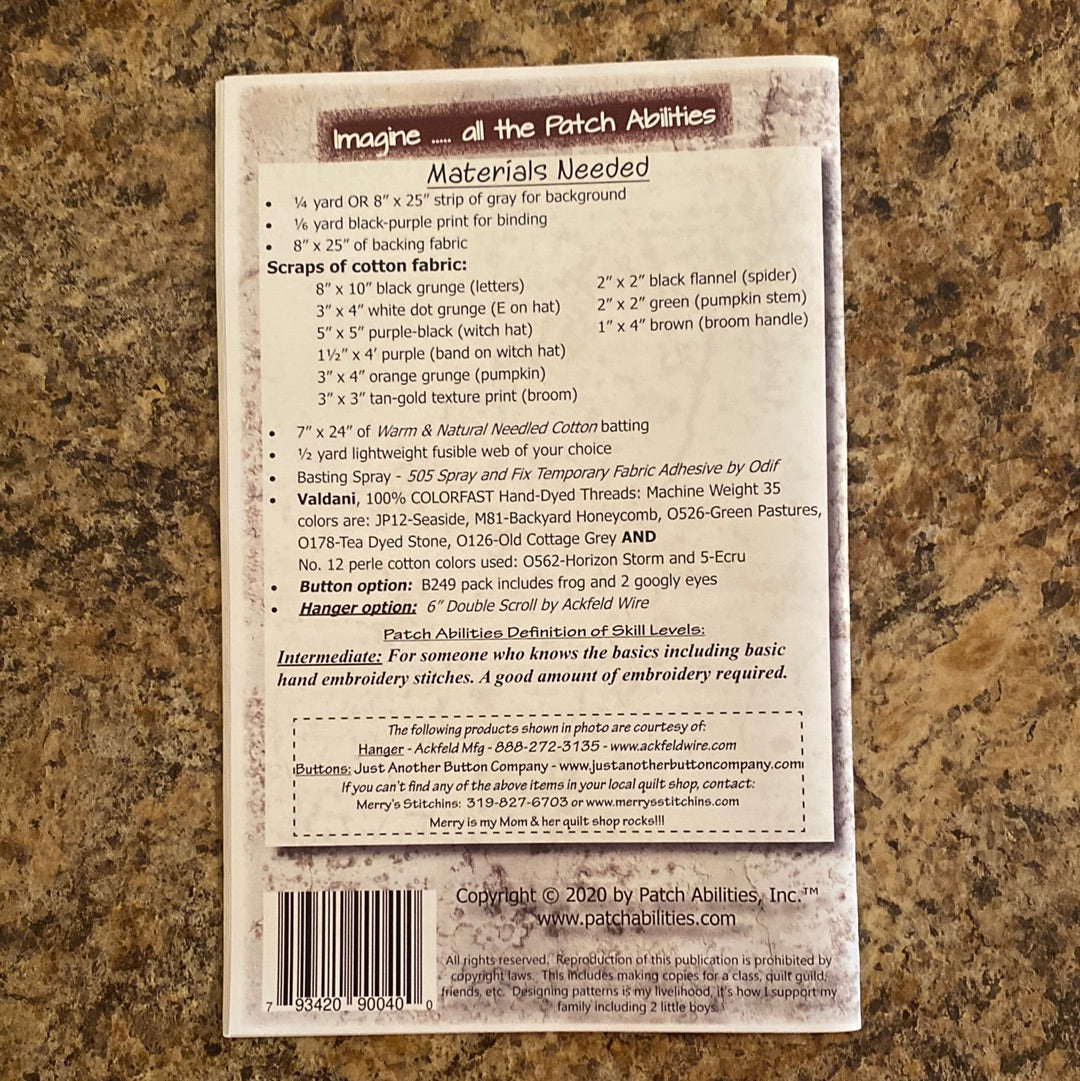 Imagine ..... all the Patch Abilities
Materials Needed
• ¼ yard OR 8" x 25" strip of gray for background
• ⅙ yard black-purple print for binding
• 8" x 25" of backing fabric
Scraps of cotton fabric:
8" x 10" black grunge (letters)
3" x 4" white dot grunge (E on hat)
5" x 5" purple-black (witch hat)
1½" x 4' purple (band on witch hat)
3" x 4" orange grunge (pumpkin)
3" x 3" tan-gold texture print (broom)
2" x 2" black flannel (spider)
2" x 2" green (pumpkin stem)
1" x 4" brown (broom handle)
• 7" x 24" of Warm & Natural Needled Cotton batting
• ½ yard lightweight fusible web of your choice
• Basting Spray - 505 Spray and Fix Temporary Fabric Adhesive by Odif
• Valdani, 100% COLORFAST Hand-Dyed Threads: Machine Weight 35
colors are: JP12-Seaside, M81-Backyard Honeycomb, O526-Green Pastures,
O178-Tea Dyed Stone, O126-Old Cottage Grey AND
No. 12 perle cotton colors used: O562-Horizon Storm and 5-Ecru
• Button option: B249 pack includes frog and 2 googly eyes
• Hanger option: 6" Double Scroll by Ackfeld Wire
Patch Abilities Definition of Skill Levels:
Intermediate: For someone who knows the basics including basic
hand embroidery stitches. A good amount of embroidery required.
The following products shown in photo are courtesy of:
Hanger - Ackfeld Mfg - 888-272-3135 - www.ackfeldwire.com
Buttons: Just Another Button Company - www.justanotherbuttoncompany.com
If you can't find any of the above items in your local quilt shop, contact:
Merry's Stitchins: 319-827-6703 or www.merrysstitchins.com
Merry is my Mom & her quilt shop rocks!!!
Copyright © 2020 by Patch Abilities, Inc.™
www.patchabilities.com
All rights reserved. Reproduction of this publication is prohibited by
copyright laws. This includes making copies for a class, quilt guild,
friends, etc. Designing patterns is my livelihood, it's how I support my
family including 2 little boys.
7 93420 90040 0